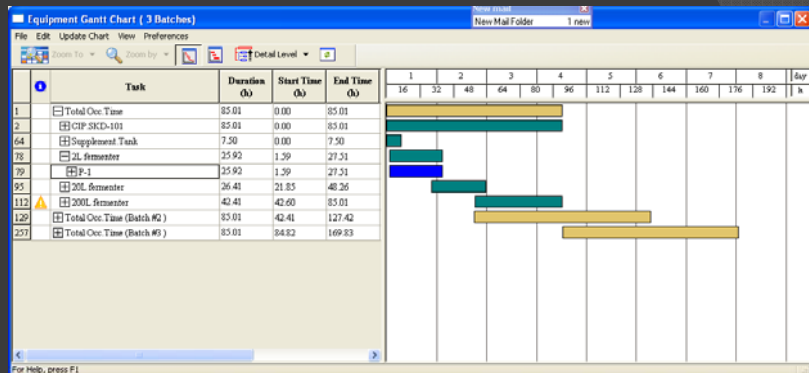 New Mail
Equipment Gantt Chart ( 3 Batches)
New Mail Folder 1 new
File Edit Update Chart View Preferences
Zoom To Zoom by Detail Level
Task Duration (h) Start Time (h) End Time (h) 1 2 3 4 5 6 7 8 day
16 32 48 64 80 96 112 128 144 160 176 192 h
1 Total Occ.Time 85.01 0.00 85.01
2 CIP SKD-101 85.01 0.00 85.01
64 Supplement Tank 7.50 0.00 7.50
78 2L fermenter 25.92 1.59 27.51
79 P-1 25.92 1.59 27.51
95 20L fermenter 26.41 21.85 48.26
112 200L fermenter 42.41 42.60 85.01
129 Total Occ.Time (Batch #2 ) 85.01 42.41 127.42
257 Total Occ.Time (Batch #3 ) 85.01 84.82 169.83
For Help, press F1